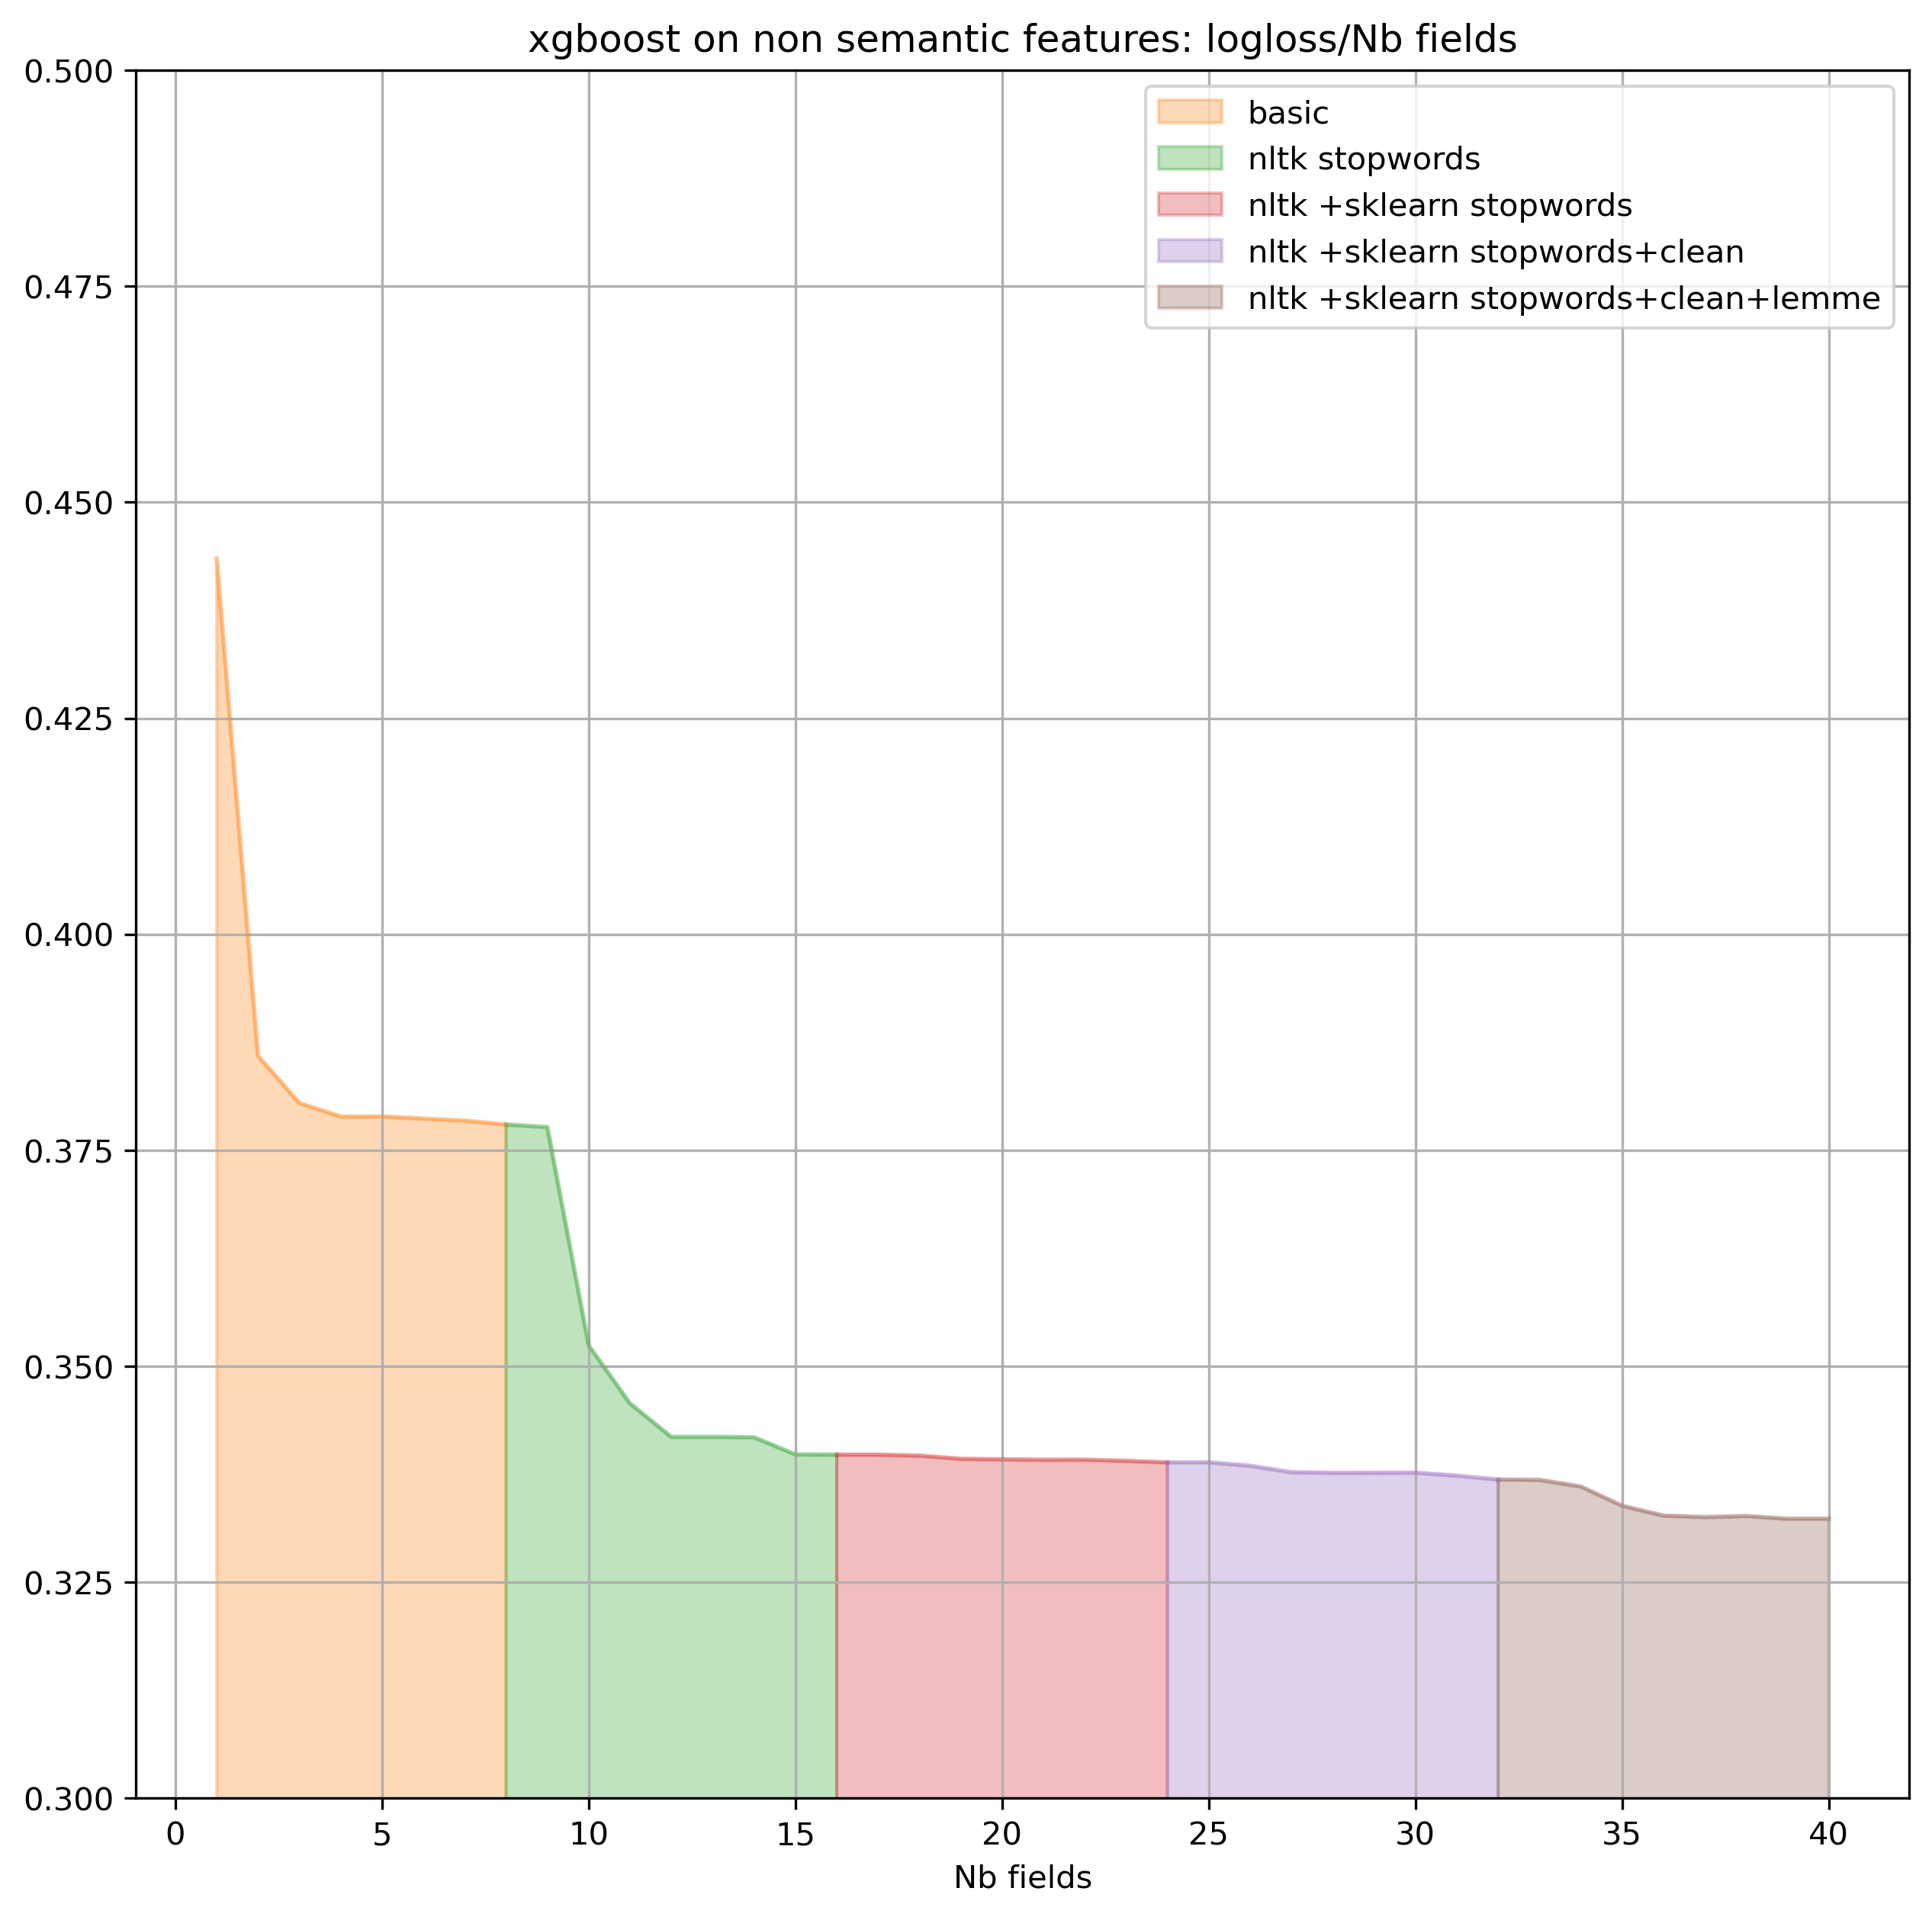 xgboost on non semantic features: logloss/Nb fields
0.500
0.475
0.450
0.425
0.400
0.375
0.350
0.325
0.300
basic
nltk stopwords
nltk +sklearn stopwords
nltk +sklearn stopwords+clean
nltk +sklearn stopwords+clean+lemme
0 5 10 15 20 25 30 35 40
Nb fields